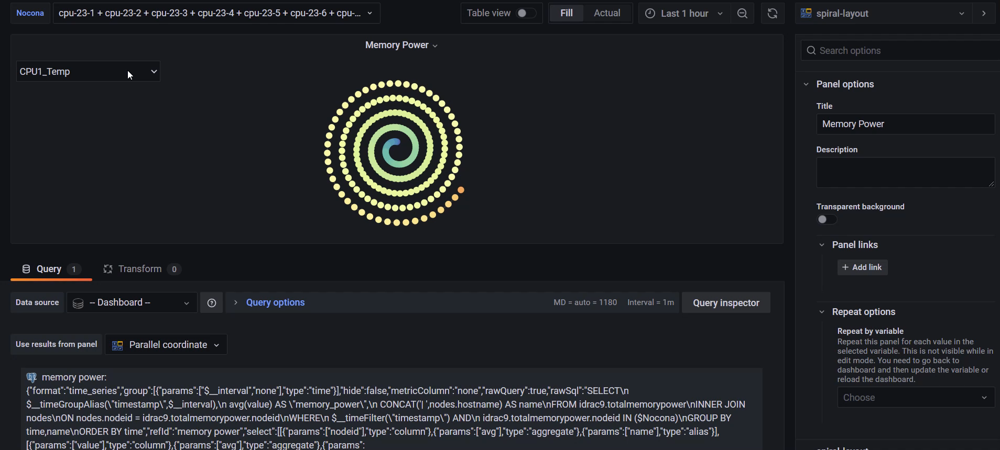 Nocona
cpu-23-1 + cpu-23-2 + cpu-23-3 + cpu-23-4 + cpu-23-5 + cpu-23-6 + cpu-...
Table view
Fill
Actual
Last 1 hour
spiral-layout
Memory Power
CPU1_Temp
Search options
Panel options
Title
Memory Power
Description
Transparent background
Panel links
+ Add link
Repeat options
Repeat by variable
Repeat this panel for each value in the
selected variable. This is not visible while in
edit mode. You need to go back to
dashboard and then update the variable or
reload the dashboard.
Choose
Query 1
Transform 0
Data source
-- Dashboard --
Query options
MD = auto = 1180
Interval = 1m
Query inspector
Use results from panel
Parallel coordinate
memory power:
{"format":"time_series","group":[{"params":["$__interval","none"],"type":"time"}],"hide":false,"metricColumn":"none","rawQuery":true,"rawSql":"SELECT\n
$__timeGroupAlias(\"timestamp\",$__interval),\n avg(value) AS \"memory_power\",\n CONCAT('| ',nodes.hostname) AS name\nFROM idrac9.totalmemorypower\nINNER JOIN
nodes\nON nodes.nodeid = idrac9.totalmemorypower.nodeid\nWHERE\n $__timeFilter(\"timestamp\") AND\n idrac9.totalmemorypower.nodeid IN ($Nocona)\nGROUP BY
time,name\nORDER BY time","refId":"memory power","select":[[{"params":["nodeid"],"type":"column"},{"params":["avg"],"type":"aggregate"},{"params":["name"],"type":"alias"}],
[{"params":["value"],"type":"column"},{"params":["avg"],"type":"aggregate"},{"params":
spiral-layout